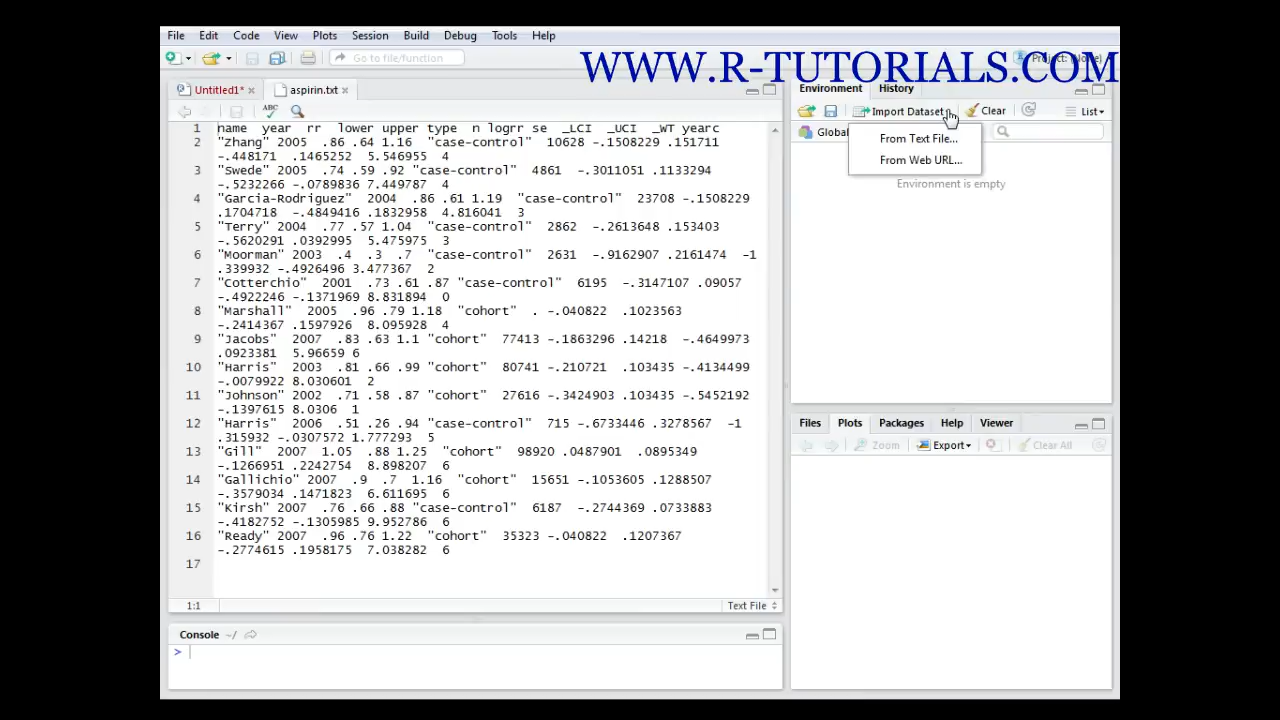 File Edit Code View Plots Session Build Debug Tools Help
Go to file/function
WWW.R-TUTORIALS.COM
Project: (None)
Untitled1* aspirin.txt
Environment History
Import Dataset Clear List
From Text File...
From Web URL...
Global
Environment is empty
1 name year rr lower upper type n logrr se _LCI _UCI _WT yearc
2 "Zhang" 2005 .86 .64 1.16 "case-control" 10628 -.1508229 .151711
-.448171 .1465252 5.546955 4
3 "Swede" 2005 .74 .59 .92 "case-control" 4861 -.3011051 .1133294
-.5232266 -.0789836 7.449787 4
4 "Garcia-Rodriguez" 2004 .86 .61 1.19 "case-control" 23708 -.1508229
.1704718 -.4849416 .1832958 4.816041 3
5 "Terry" 2004 .77 .57 1.04 "case-control" 2862 -.2613648 .153403
-.5620291 .0392995 5.475975 3
6 "Moorman" 2003 .4 .3 .7 "case-control" 2631 -.9162907 .2161474 -1
.339932 -.4926496 3.477367 2
7 "Cotterchio" 2001 .73 .61 .87 "case-control" 6195 -.3147107 .09057
-.4922246 -.1371969 8.831894 0
8 "Marshall" 2005 .96 .79 1.18 "cohort" . -.040822 .1023563
-.2414367 .1597926 8.095928 4
9 "Jacobs" 2007 .83 .63 1.1 "cohort" 77413 -.1863296 .14218 -.4649973
.0923381 5.96659 6
10 "Harris" 2003 .81 .66 .99 "cohort" 80741 -.210721 .103435 -.4134499
-.0079922 8.030601 2
11 "Johnson" 2002 .71 .58 .87 "cohort" 27616 -.3424903 .103435 -.5452192
-.1397615 8.0306 1
12 "Harris" 2006 .51 .26 .94 "case-control" 715 -.6733446 .3278567 -1
.315932 -.0307572 1.777293 5
13 "Gill" 2007 1.05 .88 1.25 "cohort" 98920 .0487901 .0895349
-.1266951 .2242754 8.898207 6
14 "Gallichio" 2007 .9 .7 1.16 "cohort" 15651 -.1053605 .1288507
-.3579034 .1471823 6.611695 6
15 "Kirsh" 2007 .76 .66 .88 "case-control" 6187 -.2744369 .0733883
-.4182752 -.1305985 9.952786 6
16 "Ready" 2007 .96 .76 1.22 "cohort" 35323 -.040822 .1207367
-.2774615 .1958175 7.038282 6
17
1:1 Text File
Files Plots Packages Help Viewer
Zoom Export Clear All
Console ~/
>